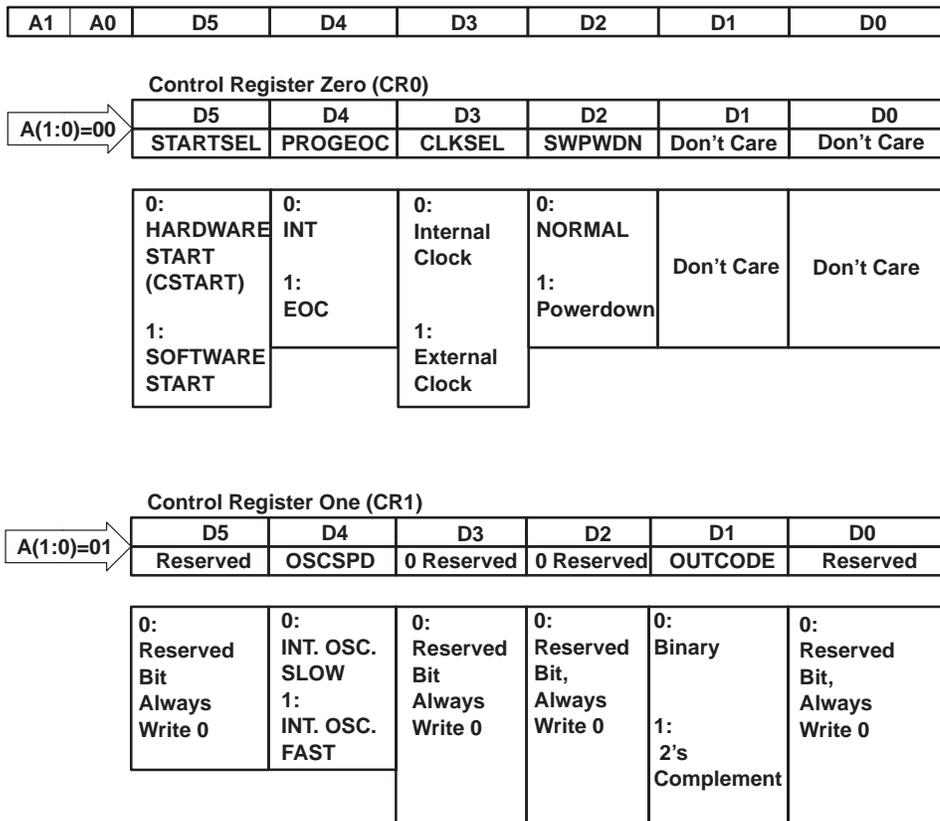 A1 A0 D5 D4 D3 D2 D1 D0
Control Register Zero (CR0)
A(1:0)=00
D5 D4 D3 D2 D1 D0
STARTSEL PROGEOC CLKSEL SWPWDN Don't Care Don't Care
0:
HARDWARE
START
(CSTART)
1:
SOFTWARE
START
0:
INT
1:
EOC
0:
Internal
Clock
1:
External
Clock
0:
NORMAL
1:
Powerdown
Don't Care
Don't Care
Control Register One (CR1)
A(1:0)=01
D5 D4 D3 D2 D1 D0
Reserved OSCSPD 0 Reserved 0 Reserved OUTCODE Reserved
0:
Reserved
Bit
Always
Write 0
0:
INT. OSC.
SLOW
1:
INT. OSC.
FAST
0:
Reserved
Bit
Always
Write 0
0:
Reserved
Bit,
Always
Write 0
0:
Binary
1:
2's
Complement
0:
Reserved
Bit,
Always
Write 0